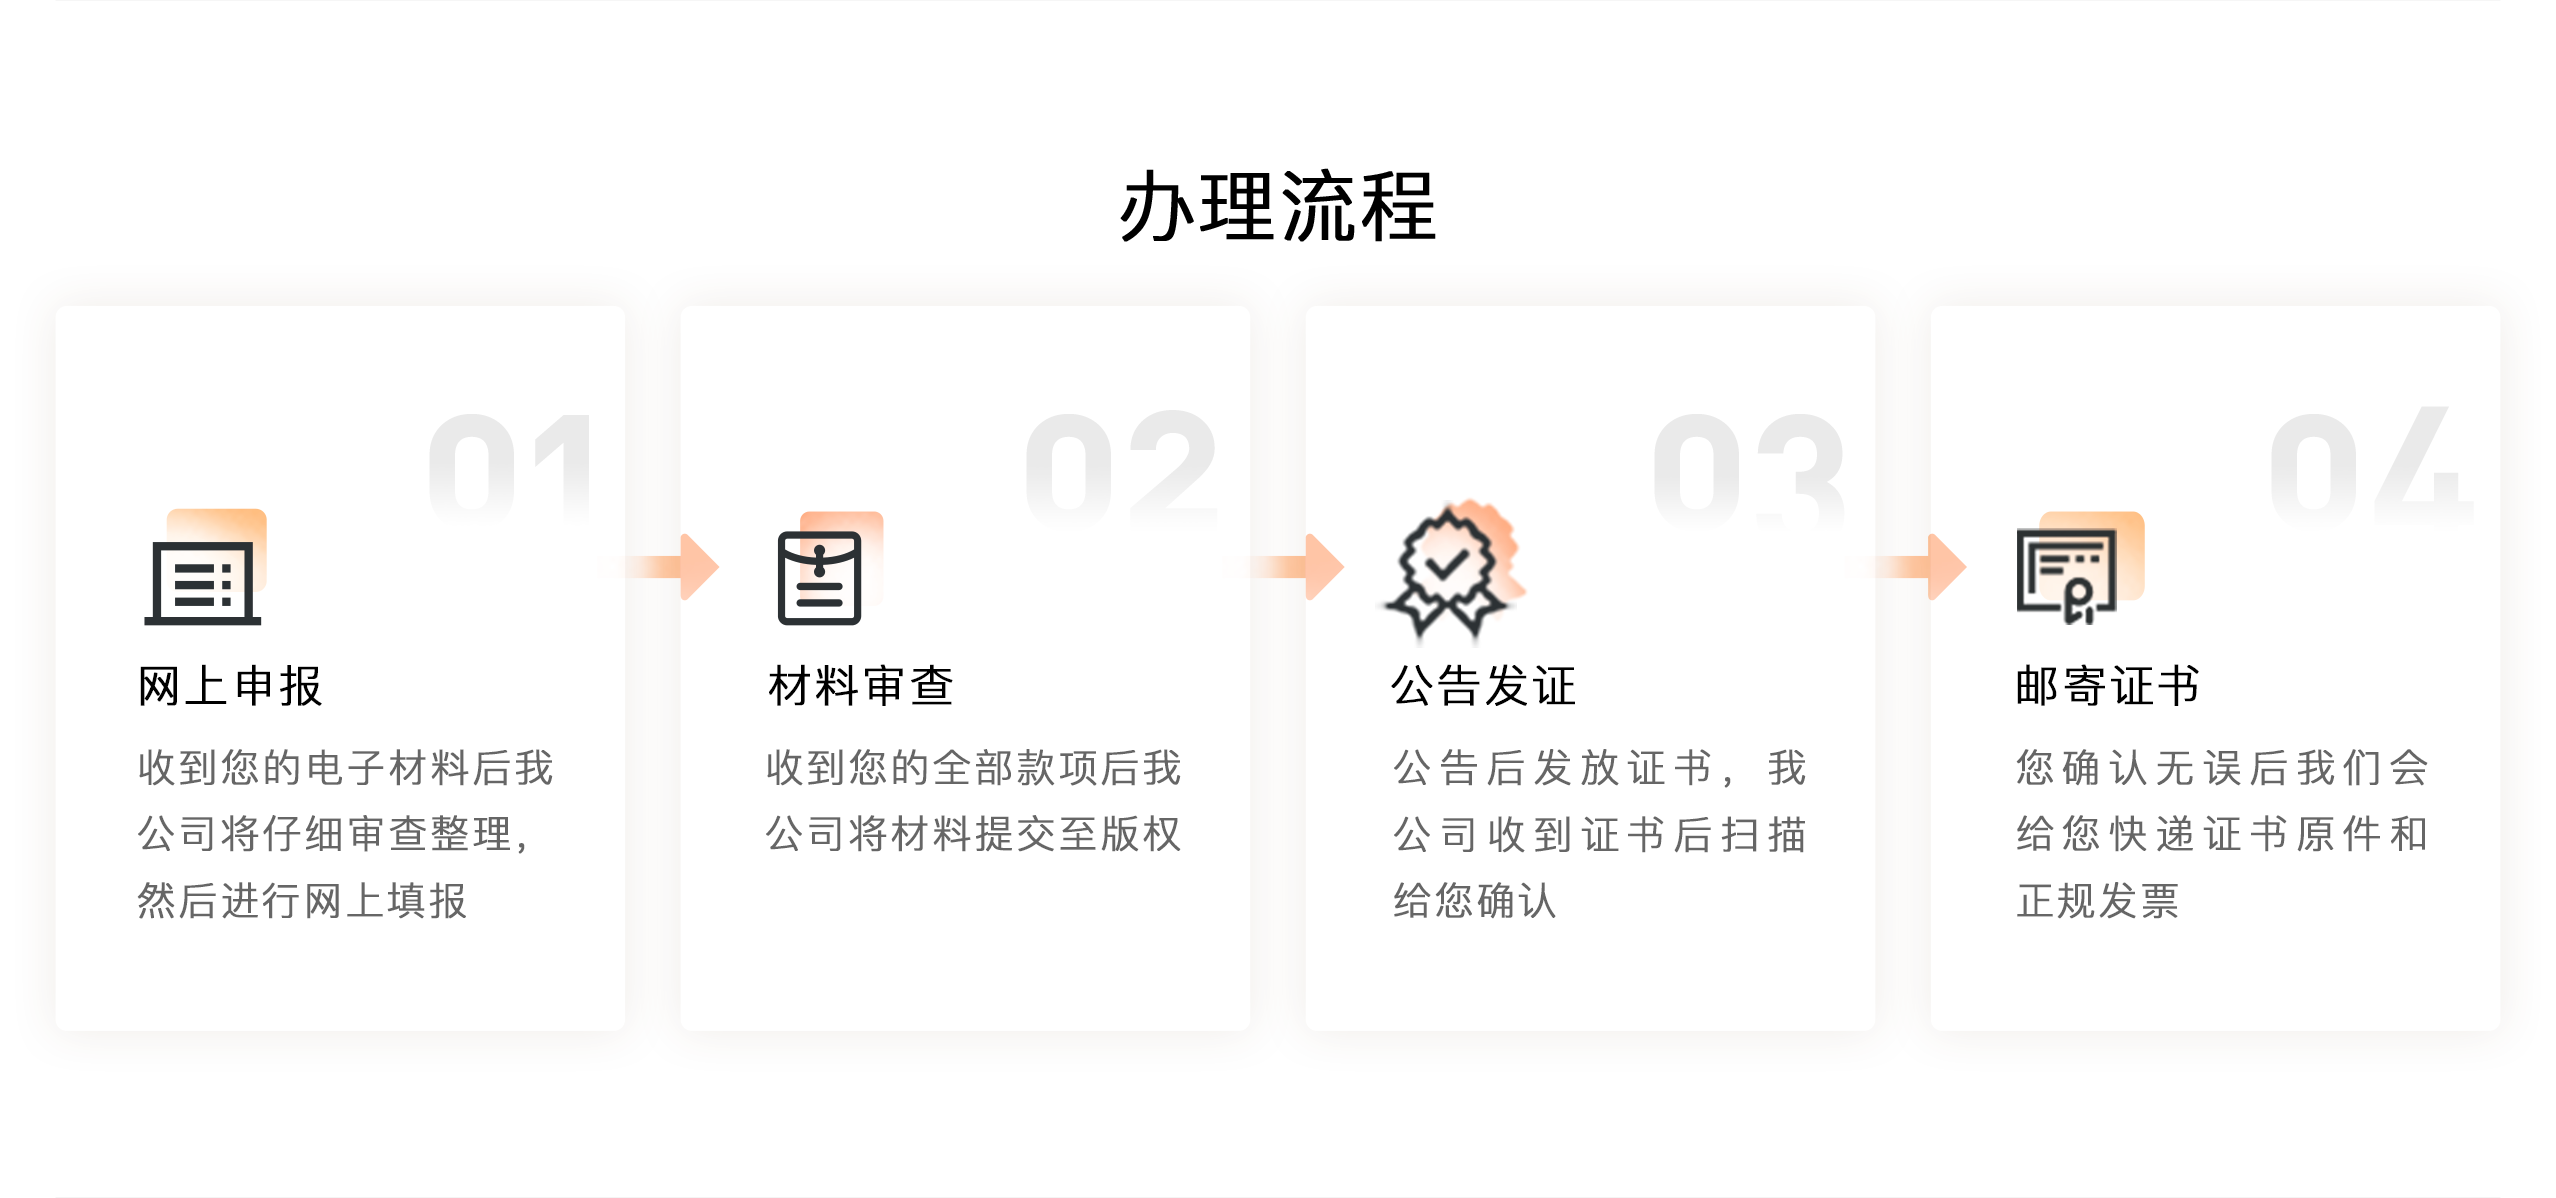 办理流程
01
网上申报
收到您的电子材料后我
公司将仔细审查整理，
然后进行网上填报
02
材料审查
收到您的全部款项后我
公司将材料提交至版权
03
公告发证
公告后发放证书，我
公司收到证书后扫描
给您确认
04
邮寄证书
您确认无误后我们会
给您快递证书原件和
正规发票